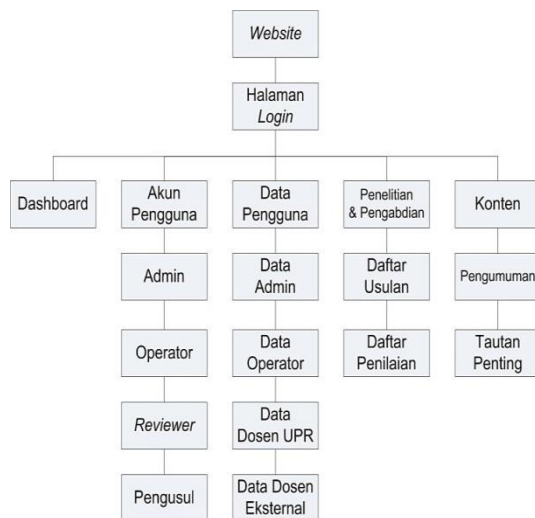 Website
Halaman
Login
Dashboard
Akun
Pengguna
Data
Pengguna
Penelitian
& Pengabdian
Konten
Admin
Data
Admin
Daftar
Usulan
Pengumuman
Operator
Data
Operator
Daftar
Penilaian
Tautan
Penting
Reviewer
Data
Dosen UPR
Pengusul
Data Dosen
Eksternal